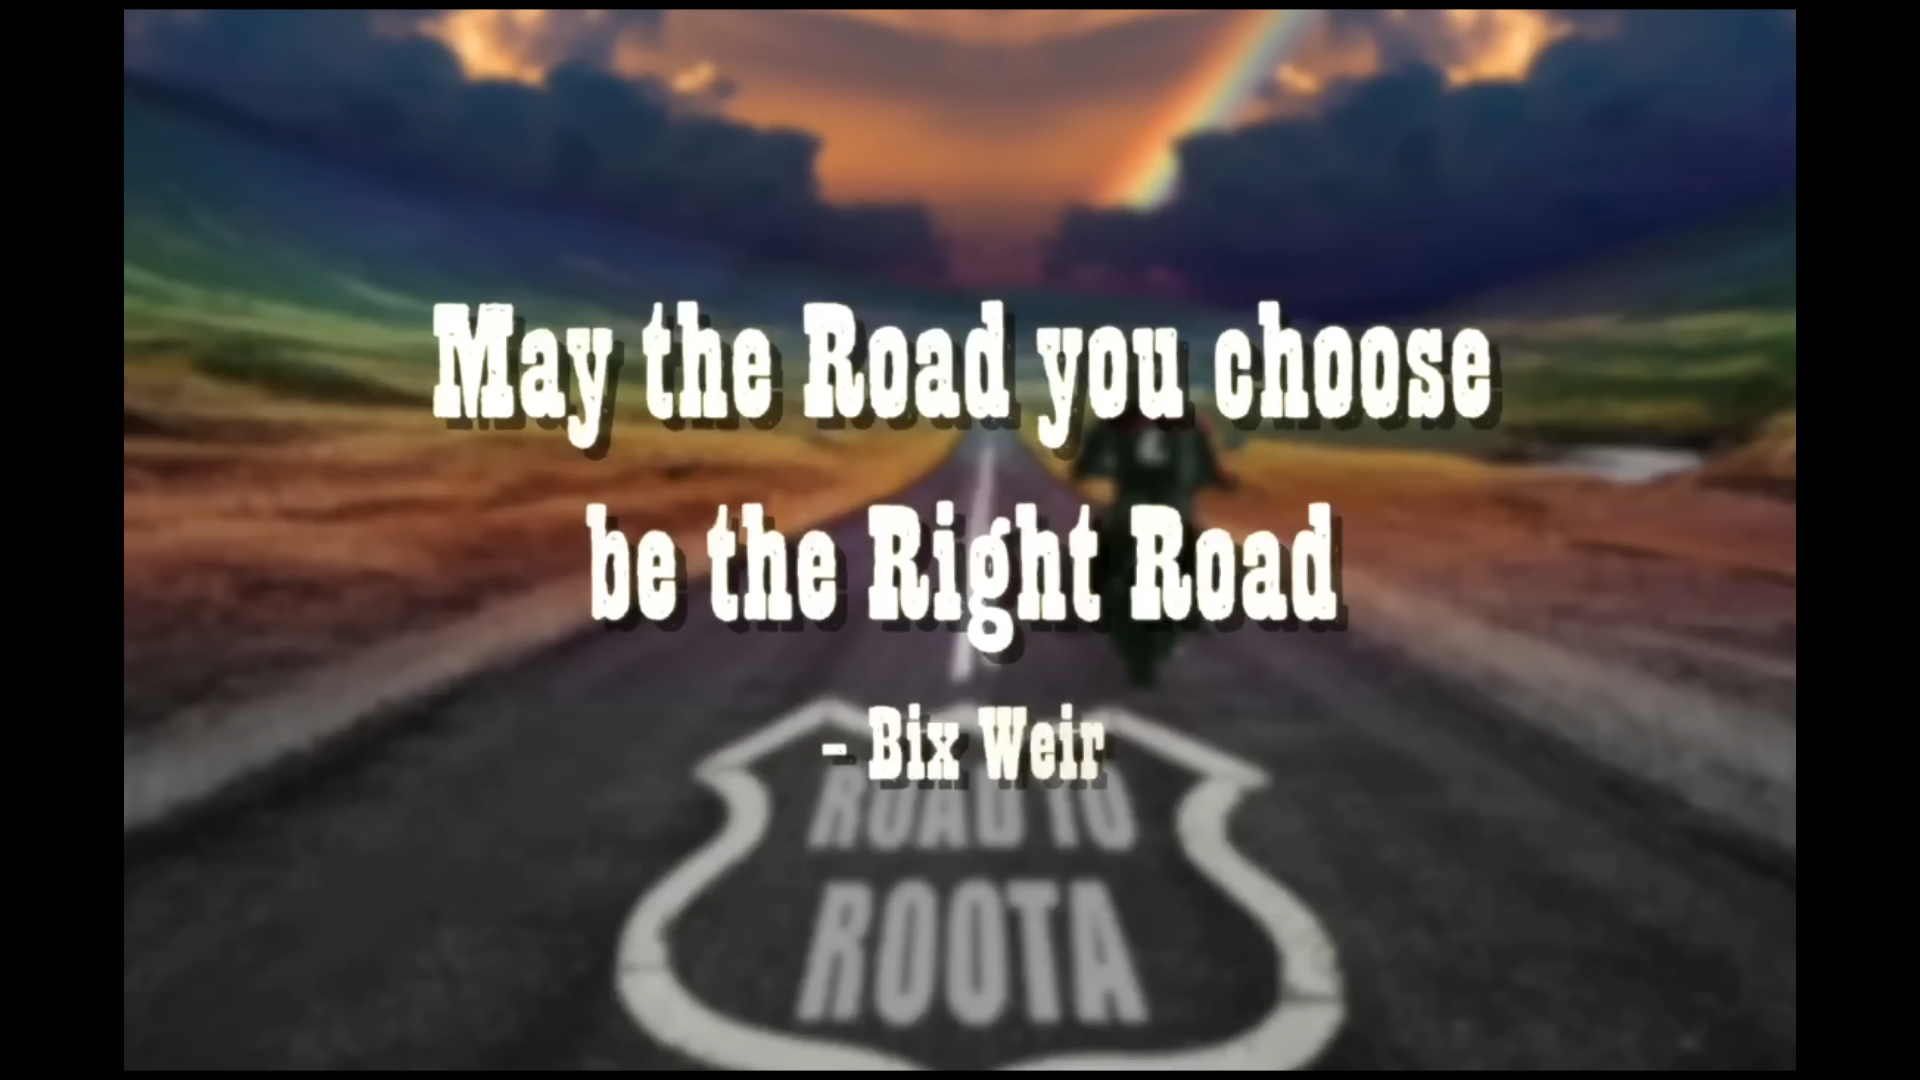 May the Road you choose
be the Right Road
- Bix Weir
ROAD TO
ROOTA